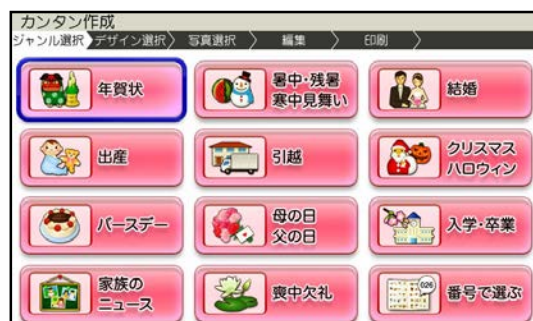 カンタン作成
ジャンル選択 デザイン選択 写真選択 編集 印刷
年賀状
暑中・残暑
寒中見舞い
結婚
出産
引越
クリスマス
ハロウィン
バースデー
母の日
父の日
入学・卒業
家族の
ニュース
喪中欠礼
026
番号で選ぶ